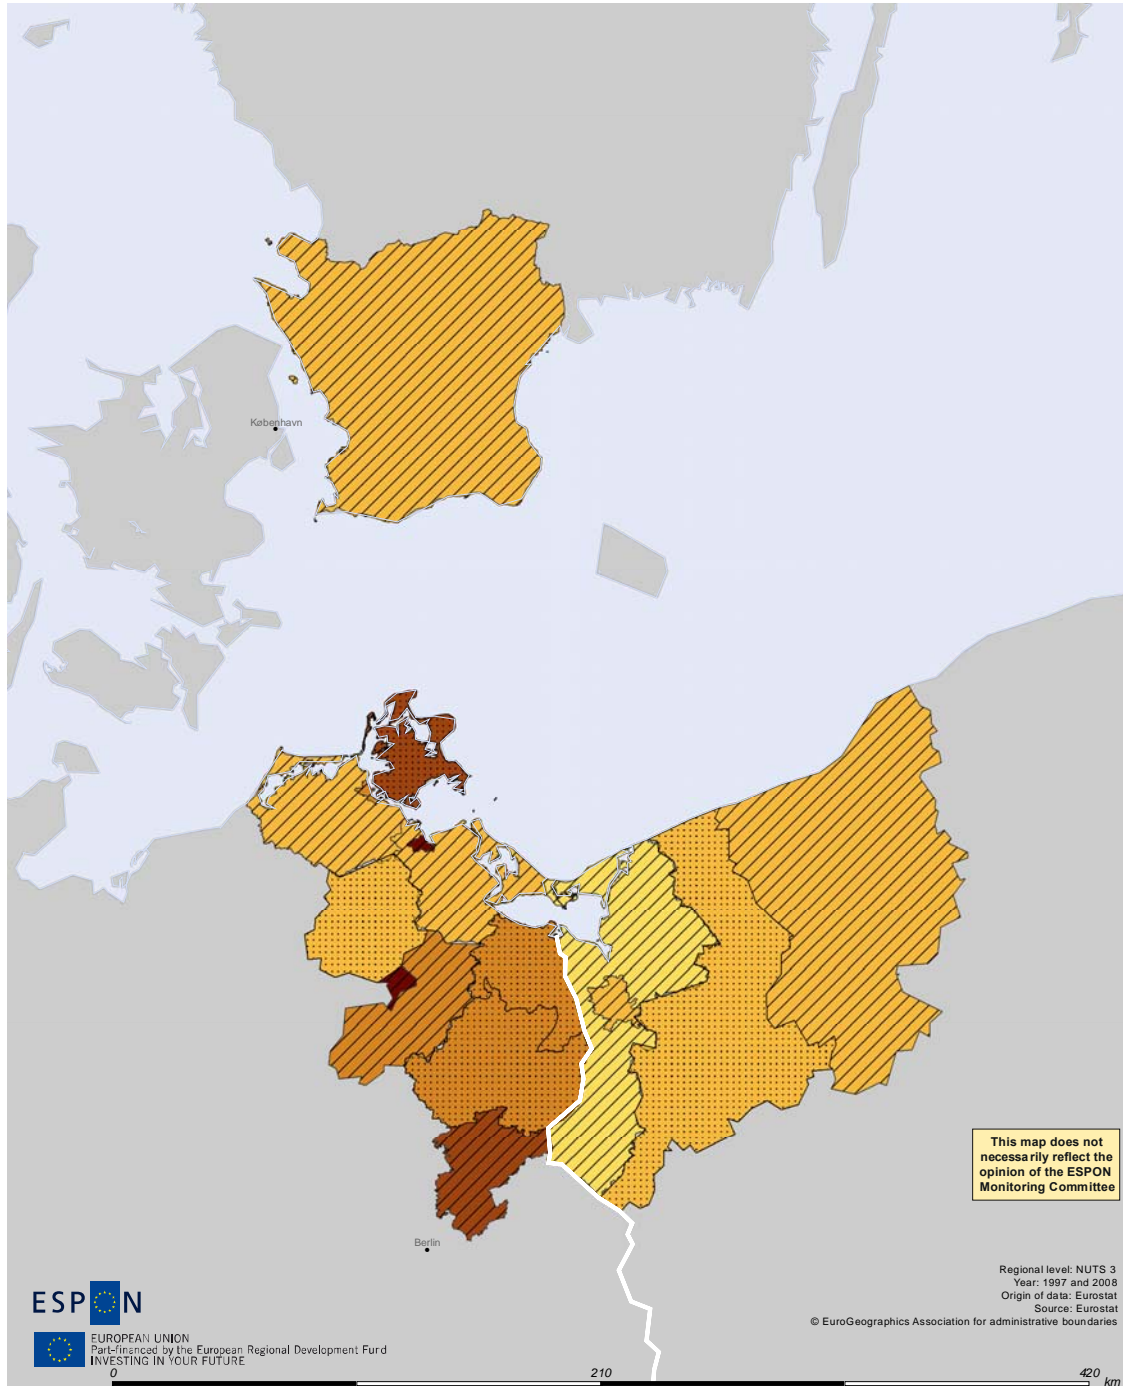 København
This map does not
necessarily reflect the
opinion of the ESPON
Monitoring Committee
Berlin
Regional level: NUTS 3
Year: 1997 and 2008
Origin of data: Eurostat
Source: Eurostat
© EuroGeographics Association for administrative boundaries
ESPON
EUROPEAN UNION
Part-financed by the European Regional Development Fund
INVESTING IN YOUR FUTURE
0 210 420
km